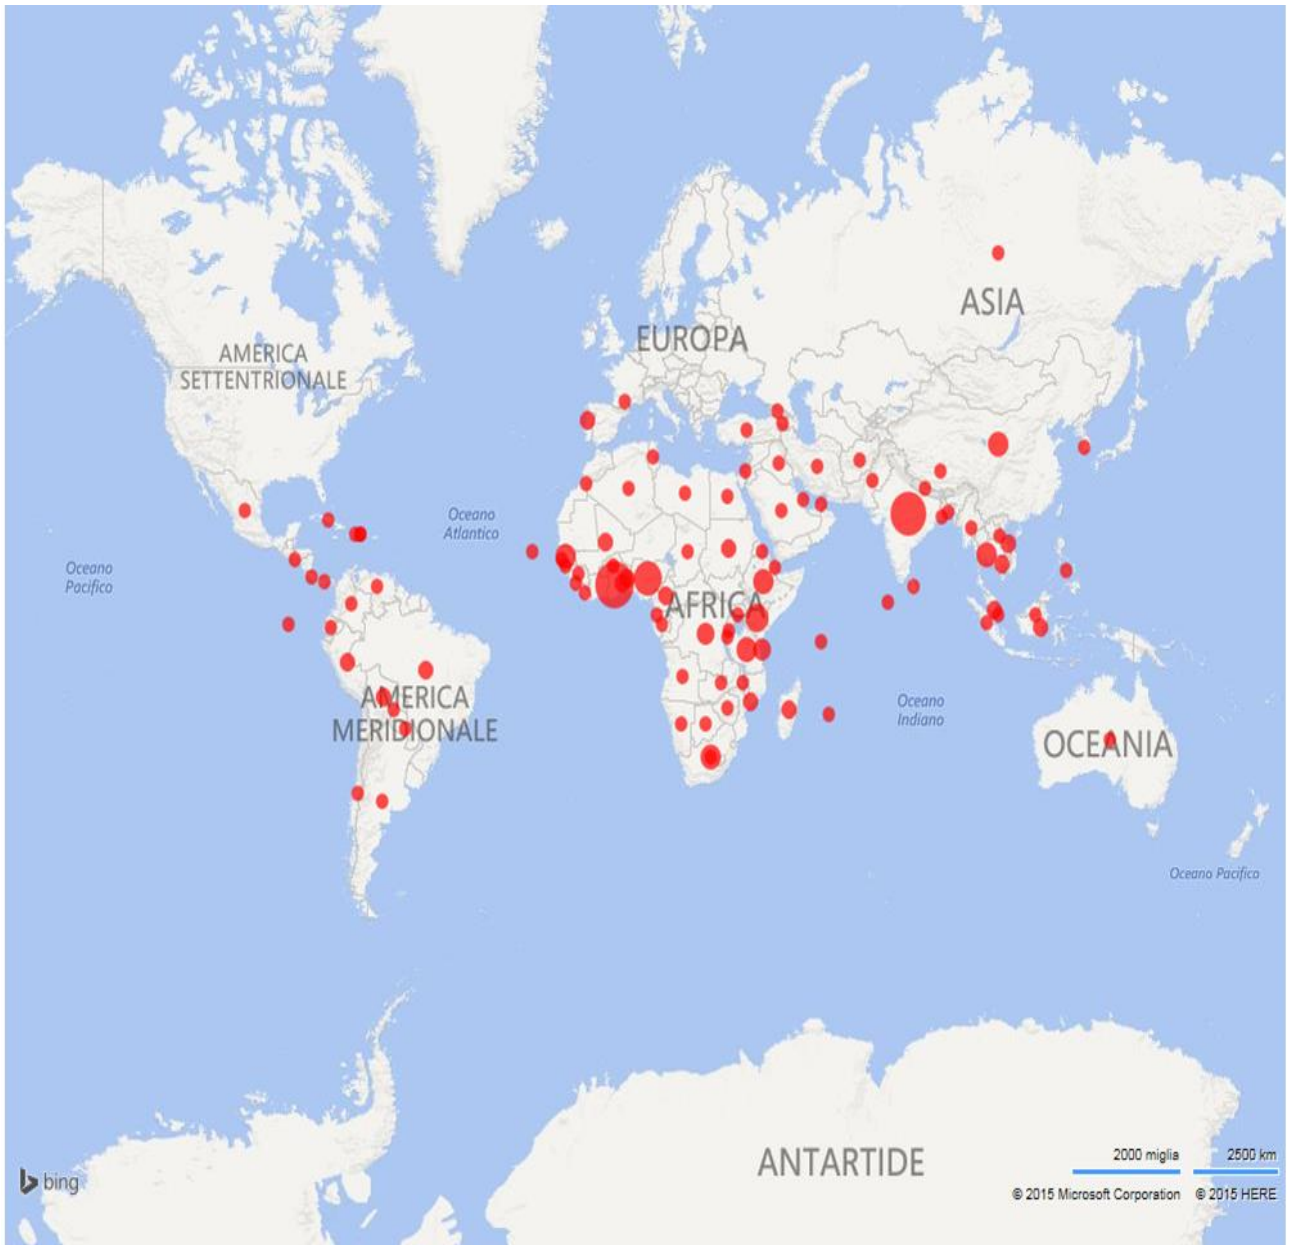 ASIA
EUROPA
AMERICA
SETTENTRIONALE
Oceano
Atlantico
Oceano
Pacifico
AFRICA
AMERICA
MERIDIONALE
Oceano
Indiano
OCEANIA
Oceano Pacifico
ANTARTIDE
2000 miglia
2500 km
bing
© 2015 Microsoft Corporation
© 2015 HERE